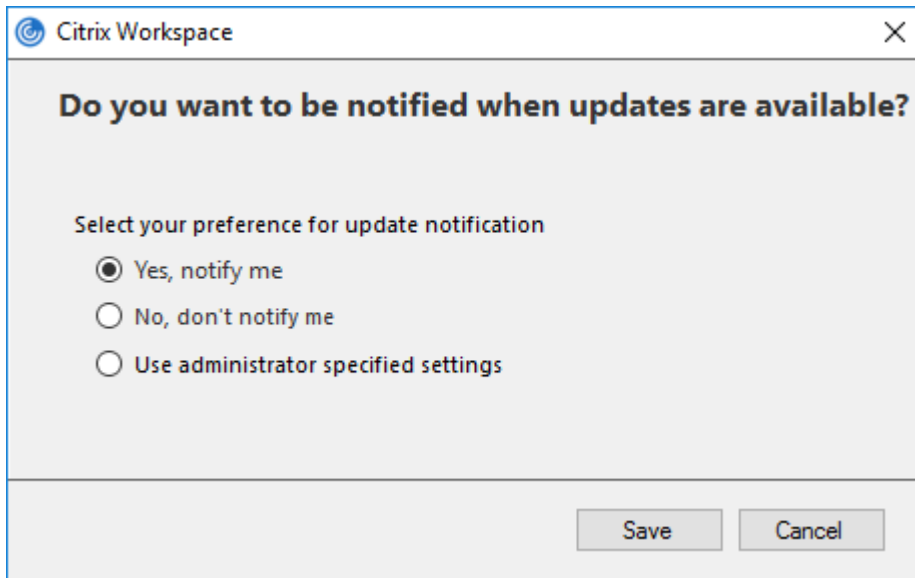 Citrix Workspace
Do you want to be notified when updates are available?
Select your preference for update notification
Yes, notify me
No, don't notify me
Use administrator specified settings
Save Cancel